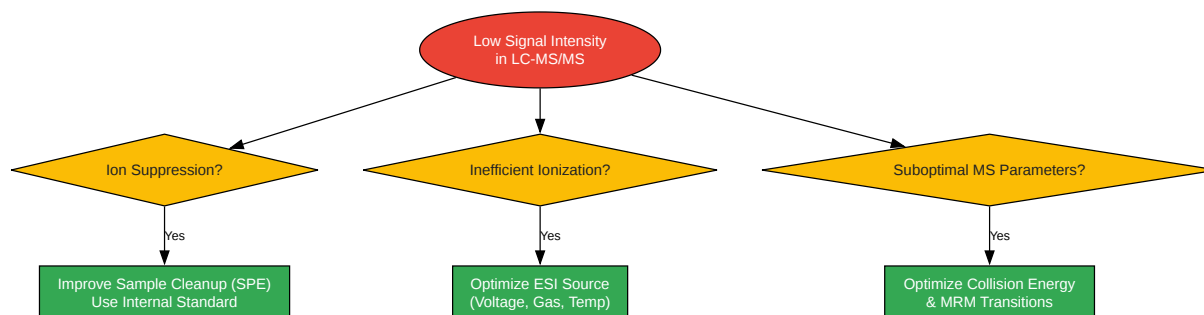 Low Signal Intensity
in LC-MS/MS
Ion Suppression?
Inefficient Ionization?
Suboptimal MS Parameters?
Yes
Yes
Yes
Improve Sample Cleanup (SPE)
Use Internal Standard
Optimize ESI Source
(Voltage, Gas, Temp)
Optimize Collision Energy
& MRM Transitions